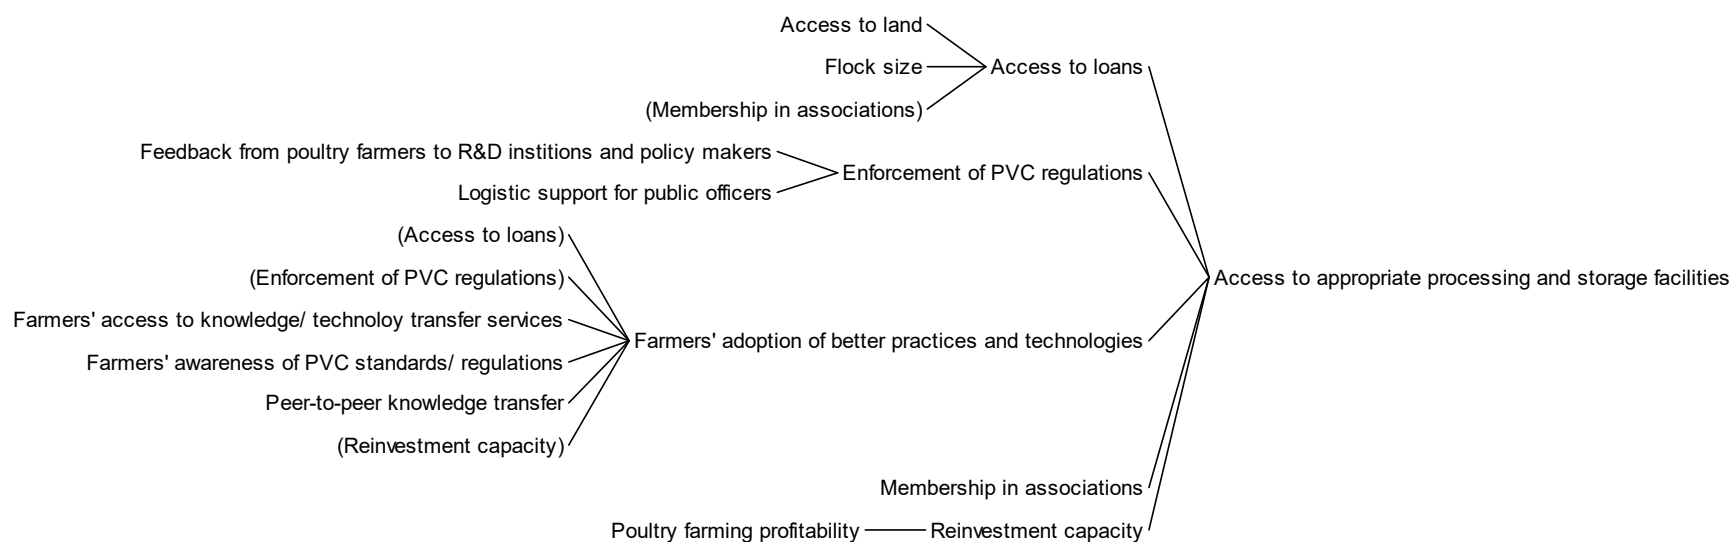 Access to land
Flock size
Access to loans
(Membership in associations)
Feedback from poultry farmers to R&D institions and policy makers
Enforcement of PVC regulations
Logistic support for public officers
(Access to loans)
(Enforcement of PVC regulations)
Access to appropriate processing and storage facilities
Farmers' access to knowledge/ technoloy transfer services
Farmers' adoption of better practices and technologies
Farmers' awareness of PVC standards/ regulations
Peer-to-peer knowledge transfer
(Reinvestment capacity)
Membership in associations
Poultry farming profitability
Reinvestment capacity